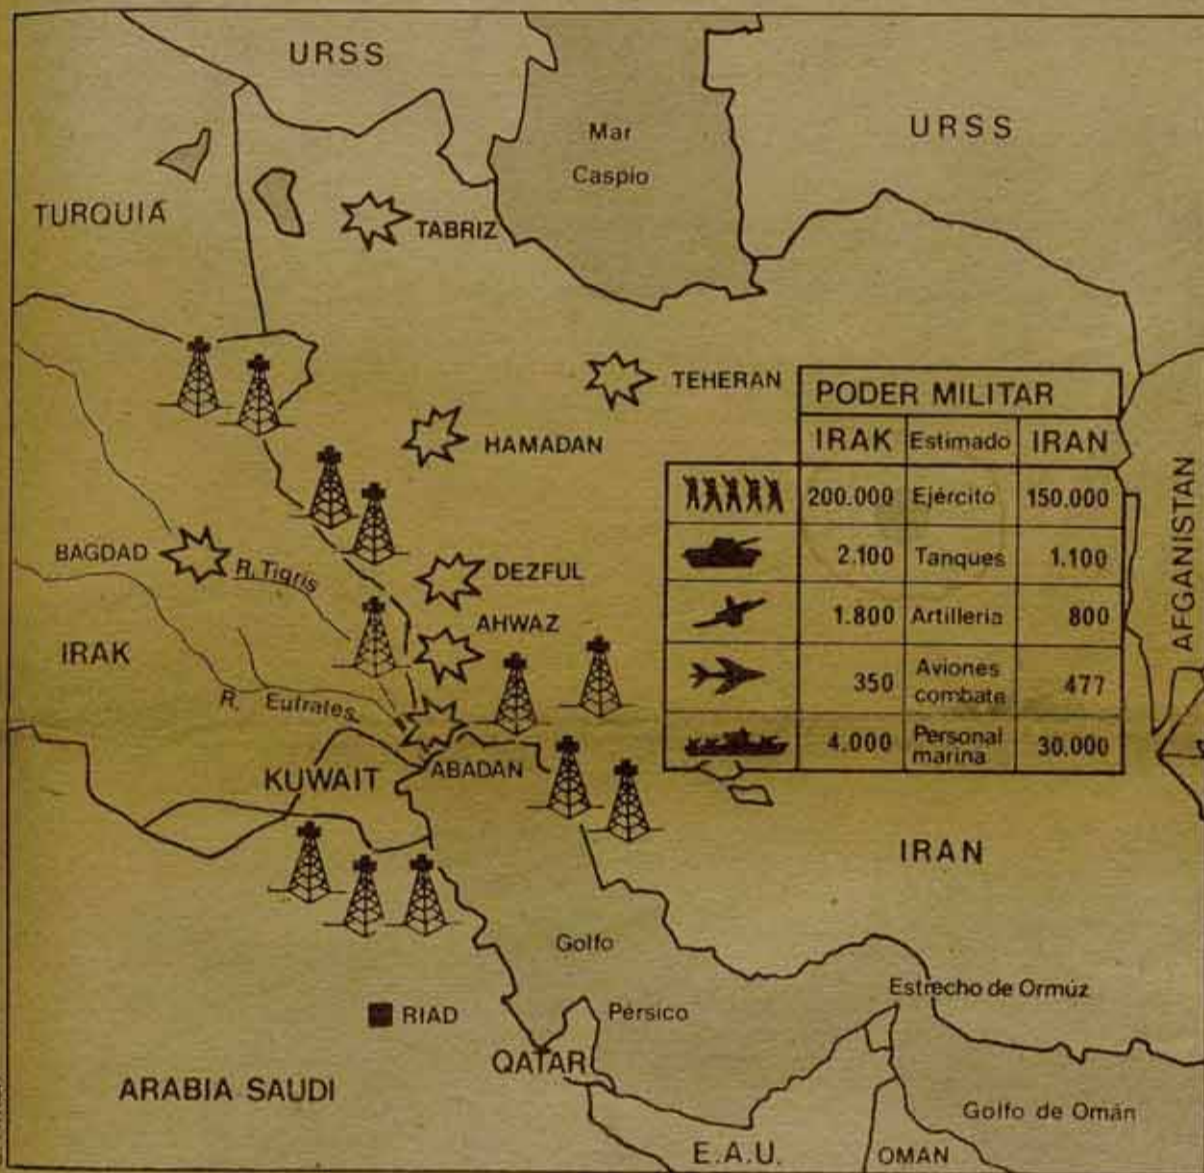 URSS
Mar
Caspio
URSS
TURQUIA
TABRIZ
TEHERAN
HAMADAN
BAGDAD
R. Tigris
DEZFUL
AHWAZ
IRAK
R. Eufrates
ABADAN
KUWAIT
AFGANISTAN
PODER MILITAR
IRAK Estimado IRAN
200.000 Ejército 150.000
2.100 Tanques 1.100
1.800 Artilleria 800
350 Aviones combate 477
4.000 Personal marina 30.000
IRAN
Golfo
Pérsico
Estrecho de Ormúz
RIAD
QATAR
ARABIA SAUDI
Golfo de Omán
E.A.U.
OMAN